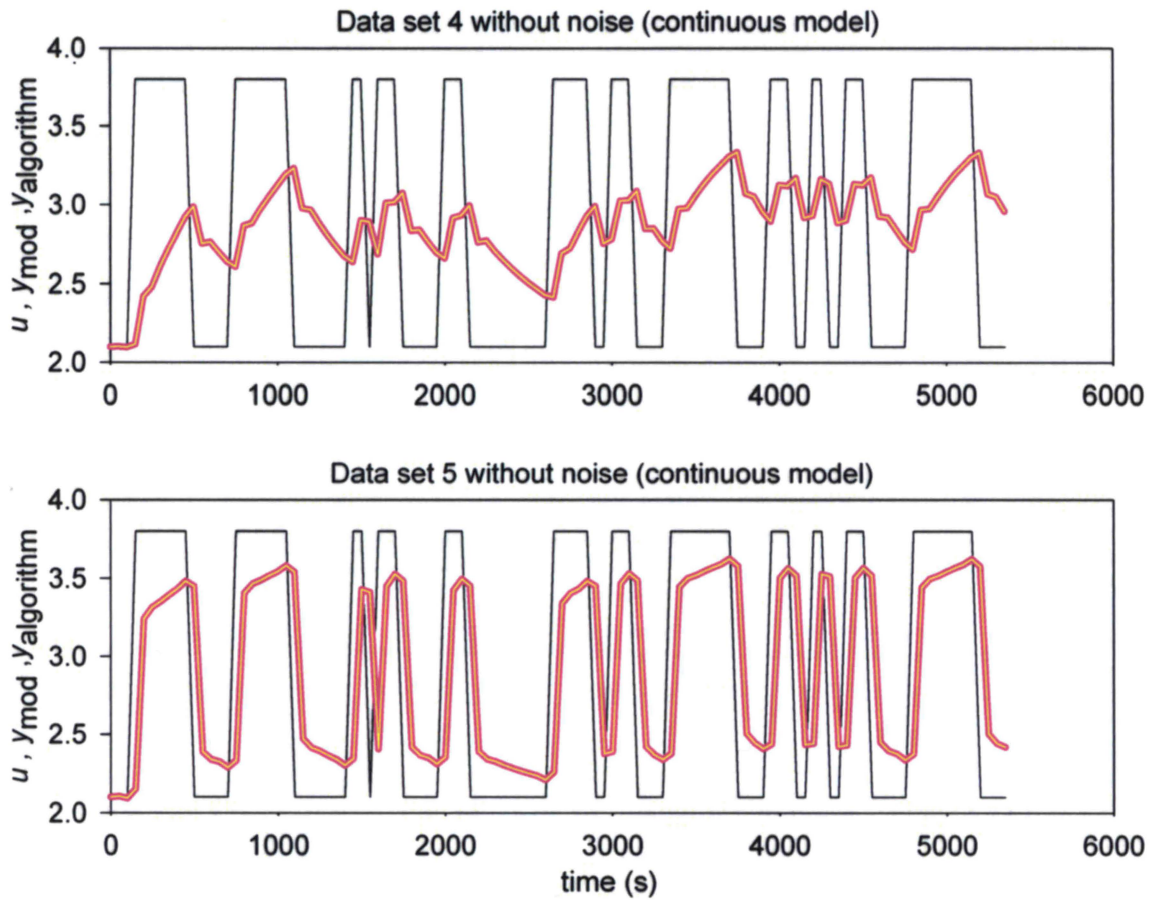 Data set 4 without noise (continuous model)
u , ymod ,yalgorithm
4.0
3.5
3.0
2.5
2.0
0 1000 2000 3000 4000 5000 6000
Data set 5 without noise (continuous model)
u , ymod ,yalgorithm
4.0
3.5
3.0
2.5
2.0
0 1000 2000 3000 4000 5000 6000
time (s)